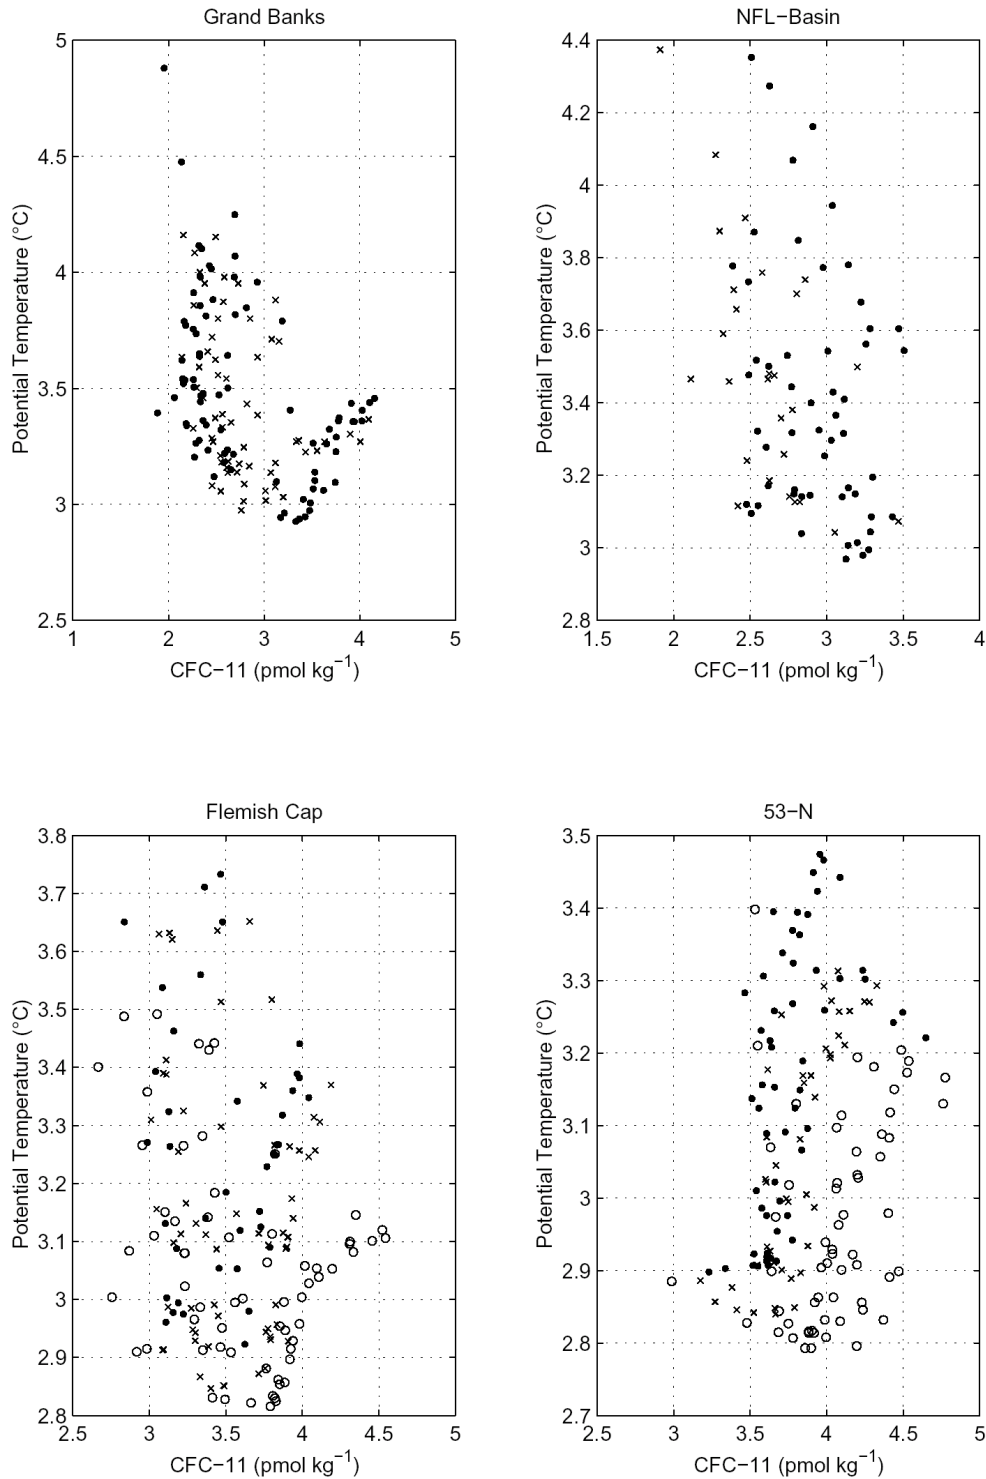 Grand Banks
5
4.5
4
3.5
3
2.5
1 2 3 4 5
Potential Temperature (°C)
CFC−11 (pmol kg⁻¹)
NFL−Basin
4.4
4.2
4
3.8
3.6
3.4
3.2
3
2.8
1.5 2 2.5 3 3.5 4
Potential Temperature (°C)
CFC−11 (pmol kg⁻¹)
Flemish Cap
3.8
3.7
3.6
3.5
3.4
3.3
3.2
3.1
3
2.9
2.8
2.5 3 3.5 4 4.5 5
Potential Temperature (°C)
CFC−11 (pmol kg⁻¹)
53−N
3.5
3.4
3.3
3.2
3.1
3
2.9
2.8
2.7
2.5 3 3.5 4 4.5 5
Potential Temperature (°C)
CFC−11 (pmol kg⁻¹)